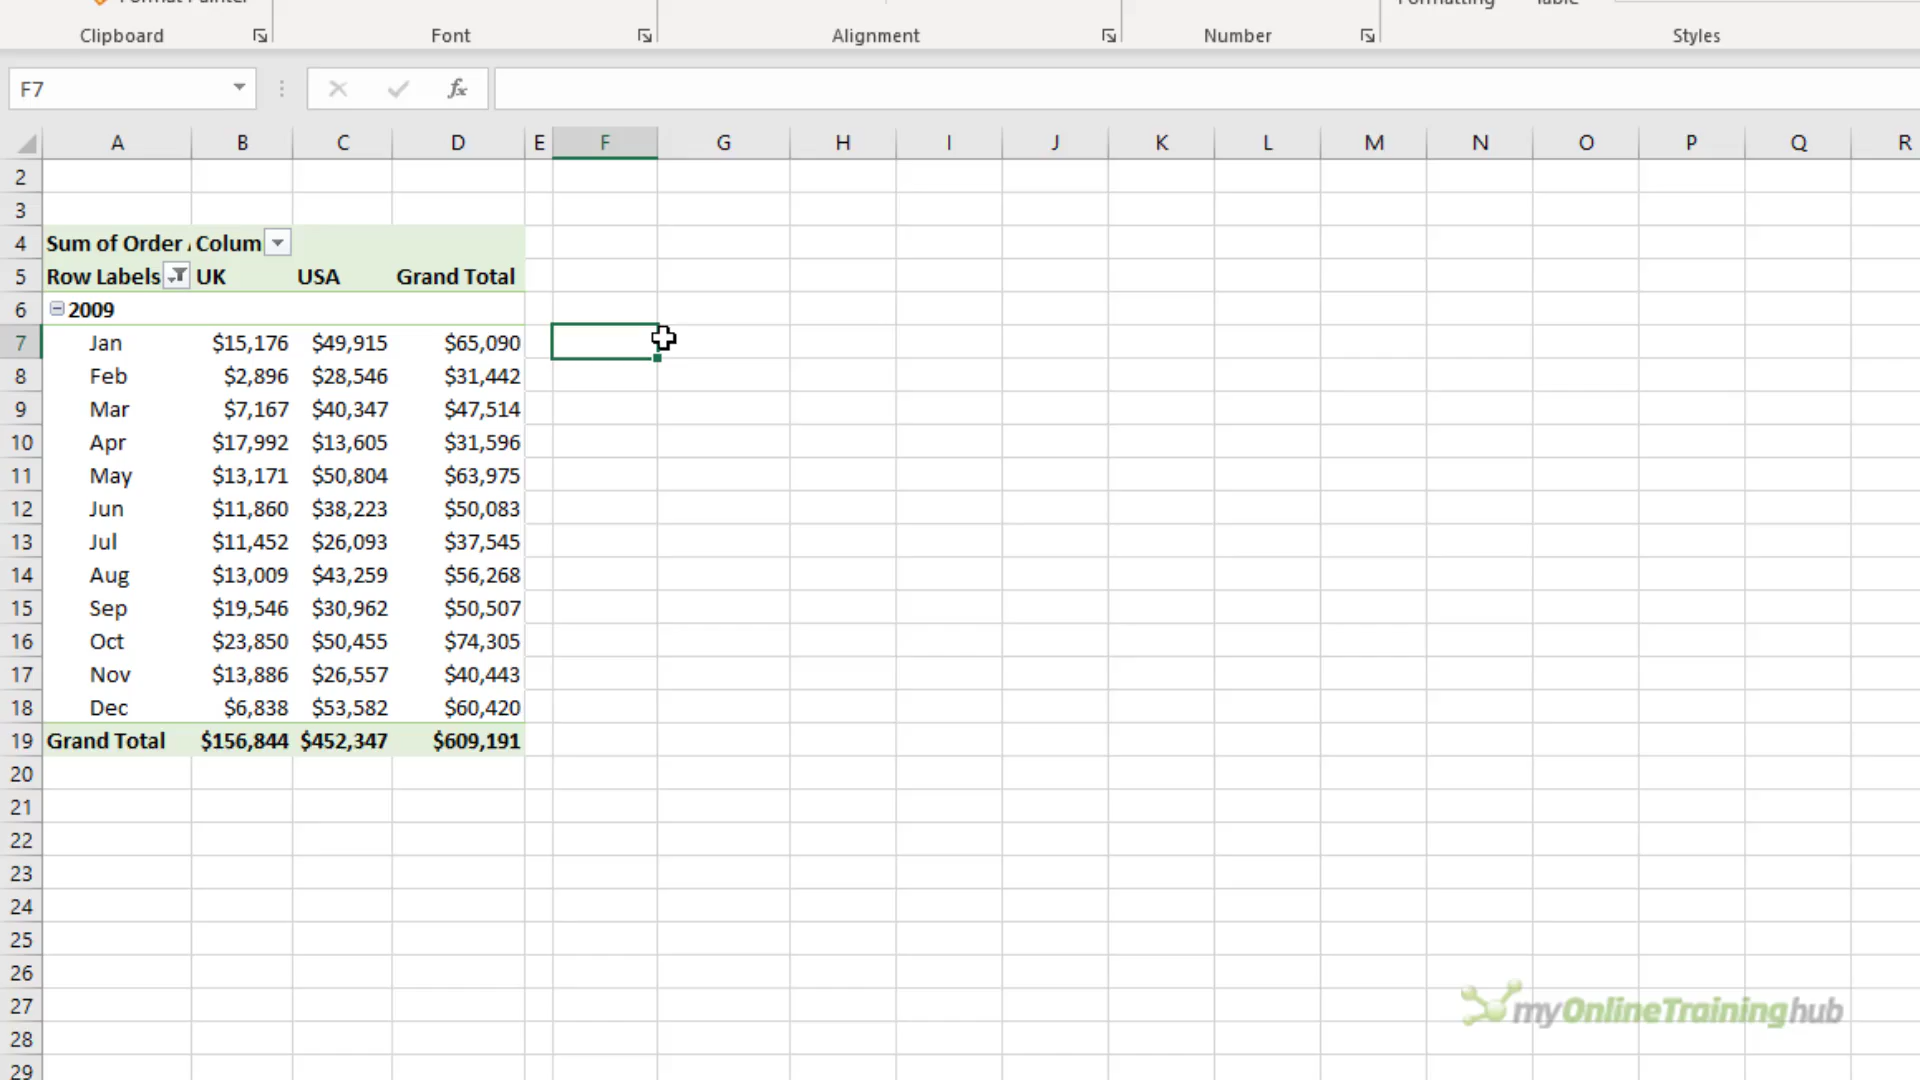 Format Painter
Formatting Table
Clipboard Font Alignment Number Styles
F7 fx
A B C D E F G H I J K L M N O P Q R
2
3
4 Sum of Order Colum
5 Row Labels UK USA Grand Total
6 2009
7 Jan $15,176 $49,915 $65,090
8 Feb $2,896 $28,546 $31,442
9 Mar $7,167 $40,347 $47,514
10 Apr $17,992 $13,605 $31,596
11 May $13,171 $50,804 $63,975
12 Jun $11,860 $38,223 $50,083
13 Jul $11,452 $26,093 $37,545
14 Aug $13,009 $43,259 $56,268
15 Sep $19,546 $30,962 $50,507
16 Oct $23,850 $50,455 $74,305
17 Nov $13,886 $26,557 $40,443
18 Dec $6,838 $53,582 $60,420
19 Grand Total $156,844 $452,347 $609,191
20
21
22
23
24
25
26
27
myOnlineTraininghub
28
29